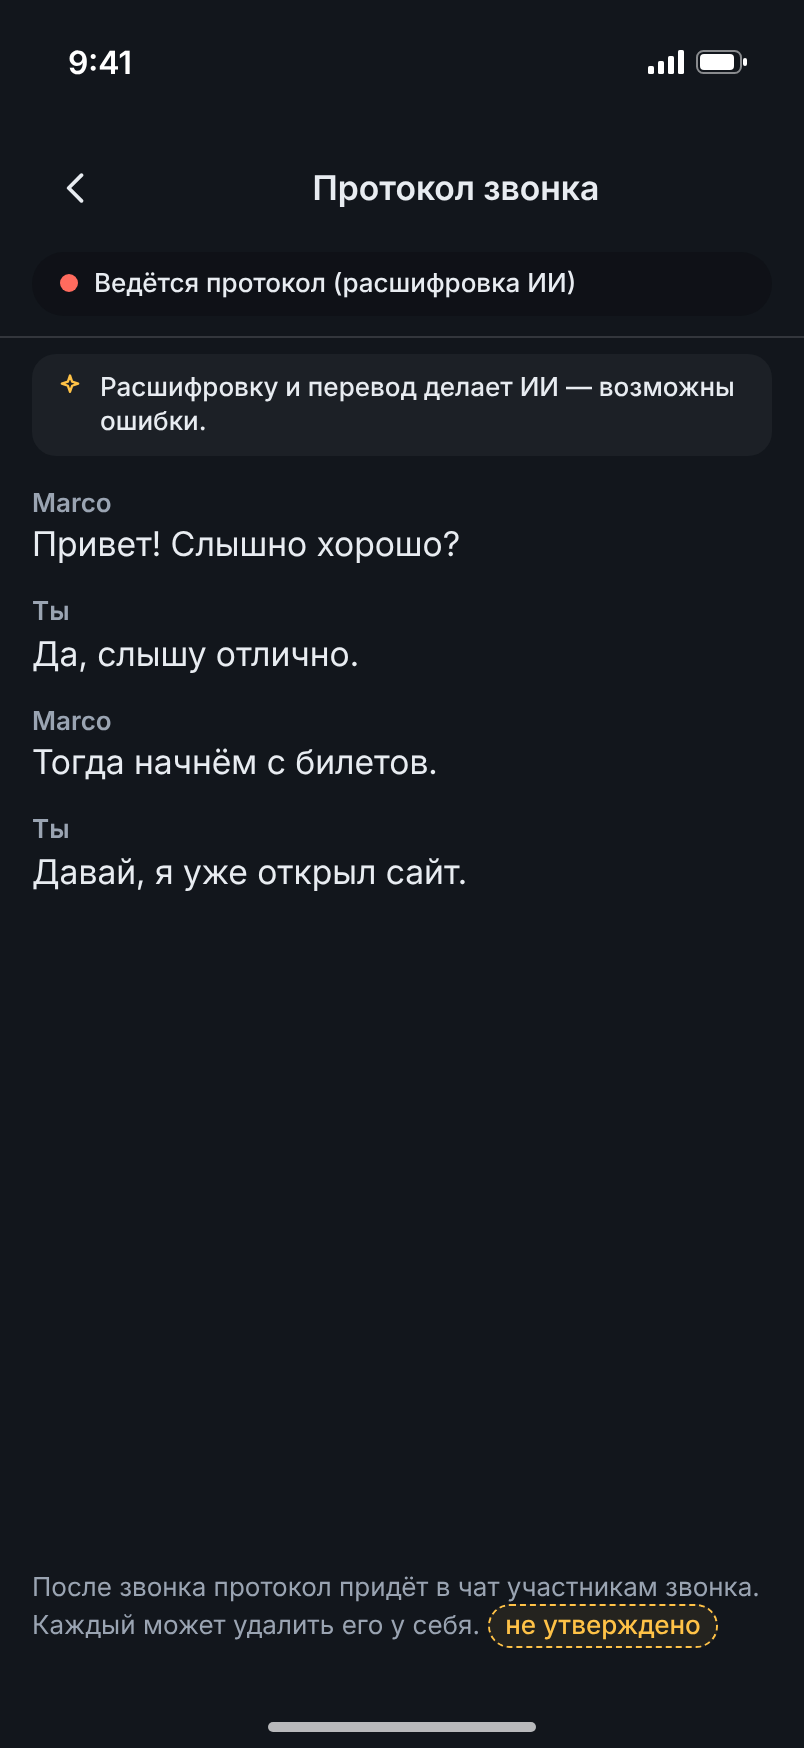 9:41
Протокол звонка
Ведётся протокол (расшифровка ИИ)
Расшифровку и перевод делает ИИ — возможны
ошибки.
Marco
Привет! Слышно хорошо?
Ты
Да, слышу отлично.
Marco
Тогда начнём с билетов.
Ты
Давай, я уже открыл сайт.
После звонка протокол придёт в чат участникам звонка.
Каждый может удалить его у себя. не утверждено